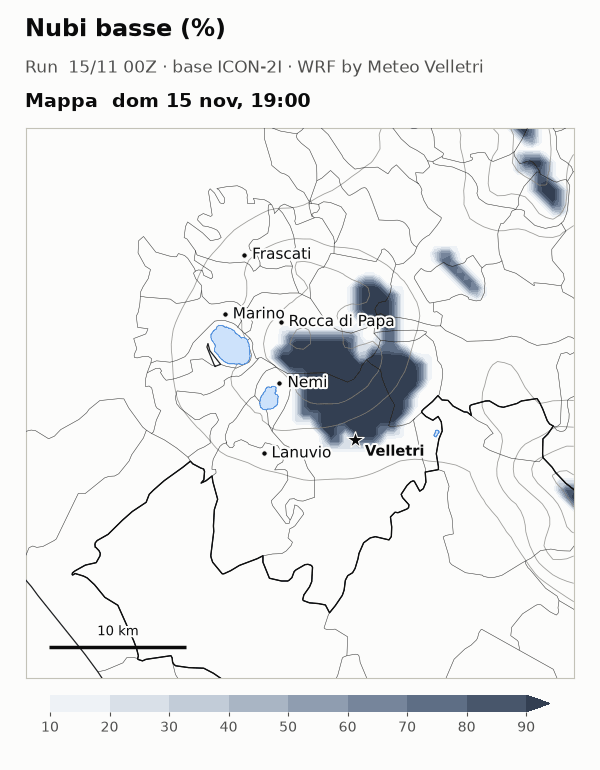 Nubi basse (%)
Run  15/11 00Z · base ICON-2I · WRF by Meteo Velletri
Mappa  dom 15 nov, 19:00
Frascati
Marino
Rocca di Papa
Nemi
Velletri
Lanuvio
10 km
10 20 30 40 50 60 70 80 90